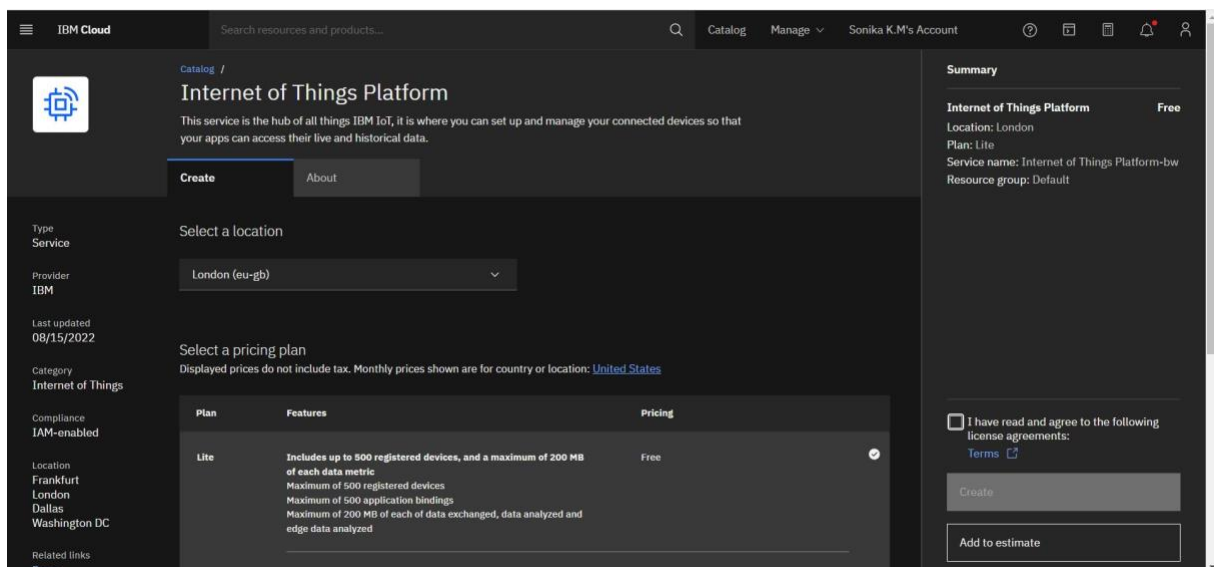 IBM Cloud
Search resources and products...
Catalog
Manage
Sonika K.M's Account
Catalog /
Internet of Things Platform
This service is the hub of all things IBM IoT, it is where you can set up and manage your connected devices so that
your apps can access their live and historical data.
Create
About
Type
Service
Provider
IBM
Last updated
08/15/2022
Category
Internet of Things
Compliance
IAM-enabled
Location
Frankfurt
London
Dallas
Washington DC
Related links
Select a location
London (eu-gb)
Select a pricing plan
Displayed prices do not include tax. Monthly prices shown are for country or location: United States
Plan
Features
Pricing
Lite
Includes up to 500 registered devices, and a maximum of 200 MB
of each data metric
Maximum of 500 registered devices
Maximum of 500 application bindings
Maximum of 200 MB of each of data exchanged, data analyzed and
edge data analyzed
Free
Summary
Internet of Things Platform
Free
Location: London
Plan: Lite
Service name: Internet of Things Platform-bw
Resource group: Default
I have read and agree to the following
license agreements:
Terms
Create
Add to estimate